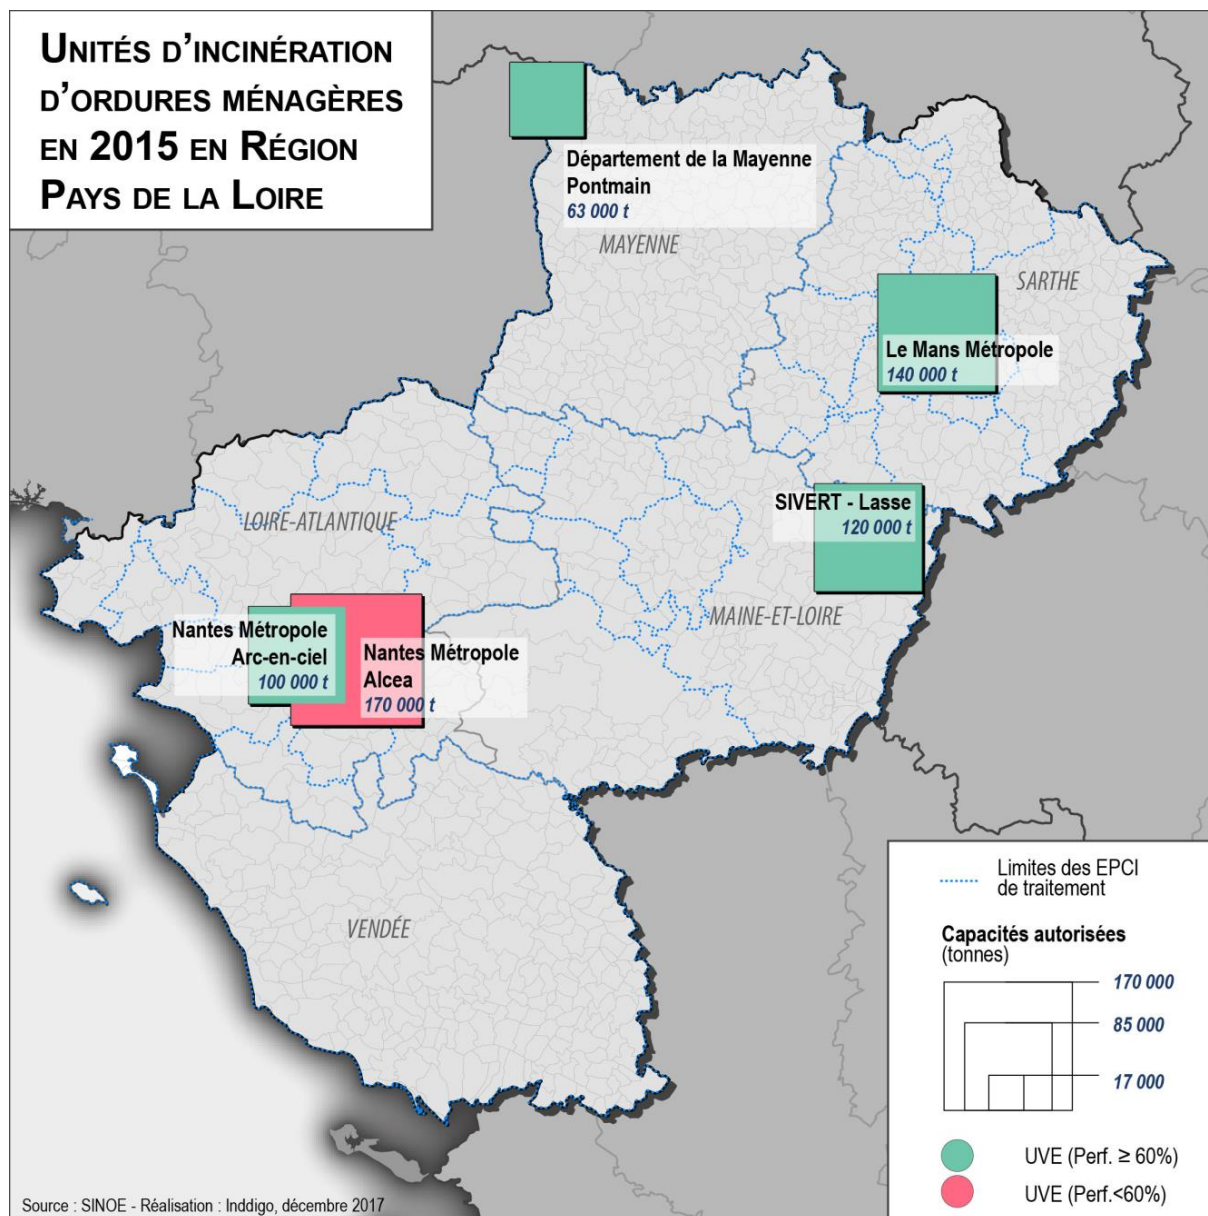 UNITÉS D'INCINÉRATION
D'ORDURES MÉNAGÈRES
EN 2015 EN RÉGION
PAYS DE LA LOIRE
Département de la Mayenne
Pontmain
63 000 t
MAYENNE
SARTHE
Le Mans Métropole
140 000 t
SIVERT - Lasse
120 000 t
LOIRE-ATLANTIQUE
MAINE-ET-LOIRE
Nantes Métropole
Arc-en-ciel
100 000 t
Nantes Métropole
Alcea
170 000 t
VENDÉE
Limites des EPCI
de traitement
Capacités autorisées
(tonnes)
170 000
85 000
17 000
UVE (Perf. ≥ 60%)
UVE (Perf.<60%)
Source : SINOE - Réalisation : Inddigo, décembre 2017